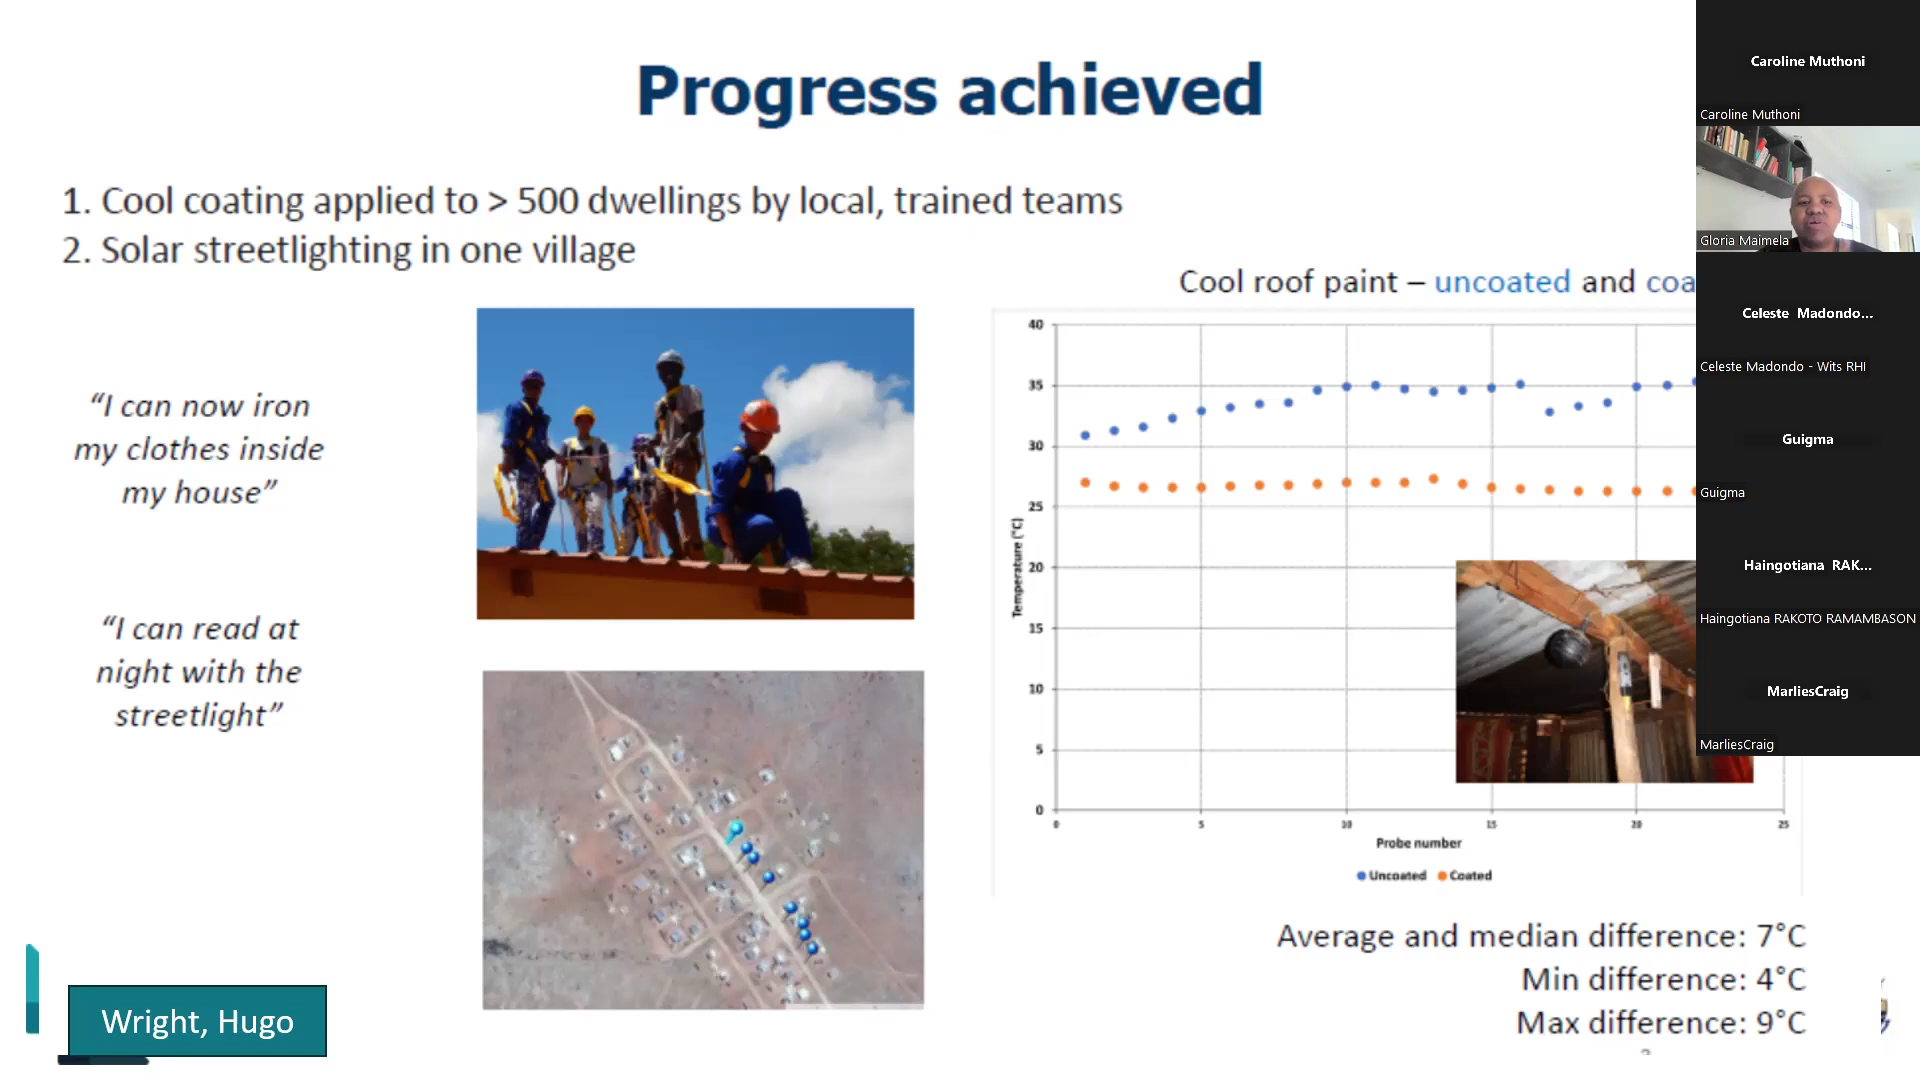 Progress achieved
1. Cool coating applied to > 500 dwellings by local, trained teams
2. Solar streetlighting in one village
“I can now iron
my clothes inside
my house”
“I can read at
night with the
streetlight”
Wright, Hugo
Cool roof paint – uncoated and coa
40
35
30
25
20
15
10
5
0
Temperature (°C)
0 5 10 15 20 25
Probe number
Uncoated Coated
Average and median difference: 7°C
Min difference: 4°C
Max difference: 9°C
Caroline Muthoni
Caroline Muthoni
Gloria Maimela
Celeste Madondo...
Celeste Madondo - Wits RHI
Guigma
Guigma
Haingotiana RAK...
Haingotiana RAKOTO RAMAMBASON
MarliesCraig
MarliesCraig